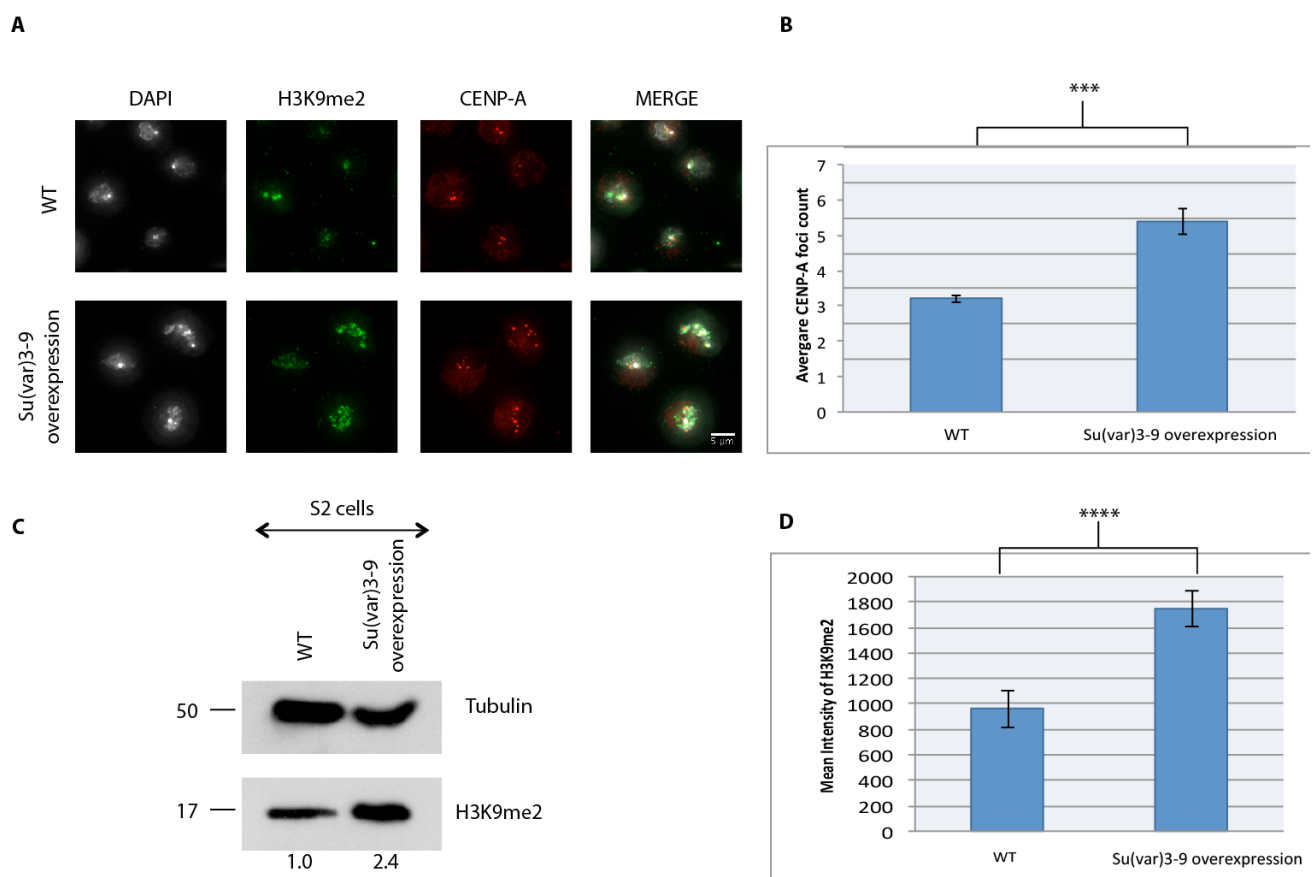 A
DAPI
H3K9me2
CENP-A
MERGE
WT
Su(var)3-9
overexpression
5 μm
B
***
Avergare CENP-A foci count
7
6
5
4
3
2
1
0
WT
Su(var)3-9 overexpression
C
S2 cells
WT
Su(var)3-9
overexpression
50
Tubulin
17
H3K9me2
1.0
2.4
D
****
Mean Intensity of H3K9me2
2000
1800
1600
1400
1200
1000
800
600
400
200
0
WT
Su(var)3-9 overexpression